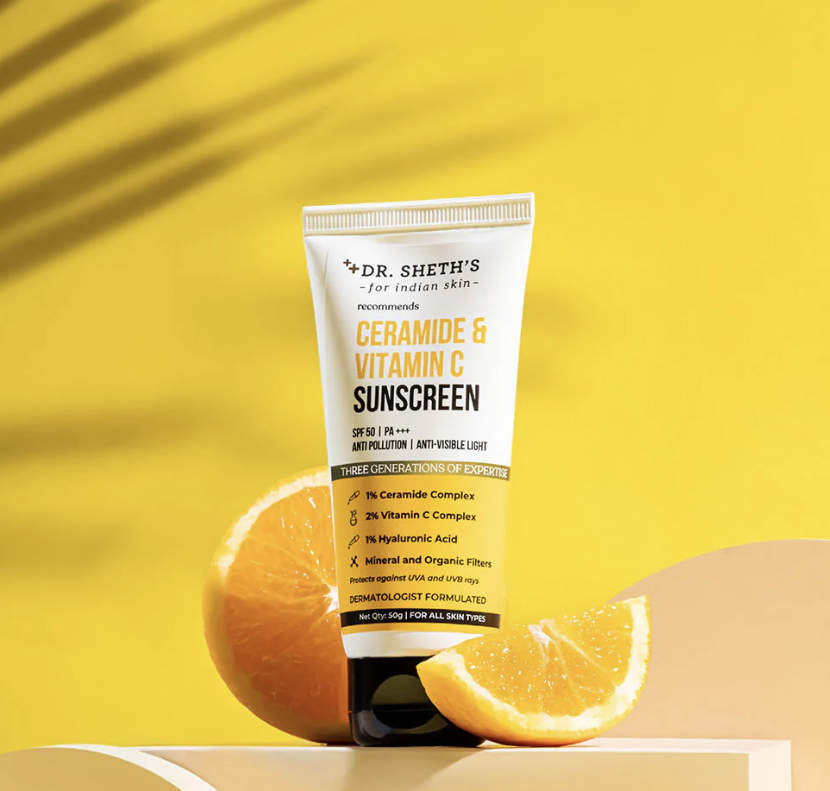 DR. SHETH'S
-for indian skin-
recommends
CERAMIDE &
VITAMIN C
SUNSCREEN
SPF 50 | PA +++
ANTI POLLUTION | ANTI-VISIBLE LIGHT
THREE GENERATIONS OF EXPERTISE
1% Ceramide Complex
2% Vitamin C Complex
1% Hyaluronic Acid
Mineral and Organic Filters
Protects against UVA and UVB rays
DERMATOLOGIST FORMULATED
Net Qty: 50g | FOR ALL SKIN TYPES